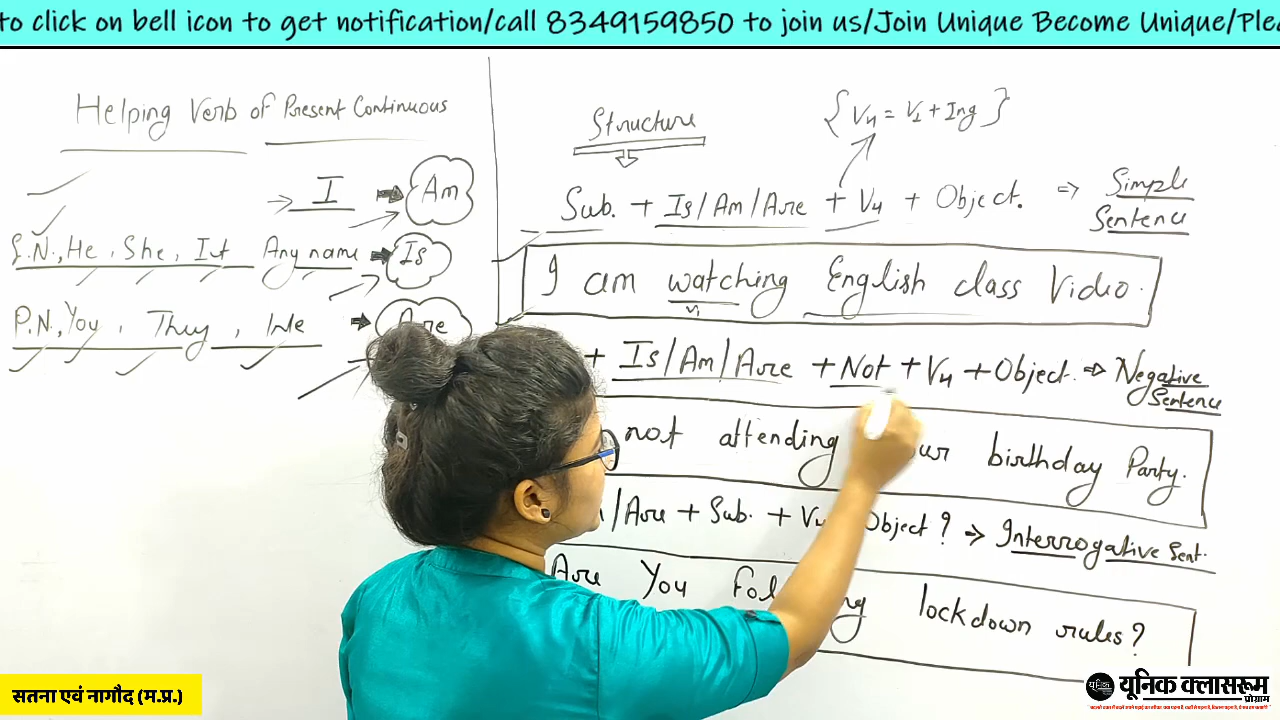 to click on bell icon to get notification/call 8349159850 to join us/Join Unique Become Unique/Plea
Helping Verb of Present Continuous
I Am
S.N., He, She, It Any name Is
P.N., You, They, We Are
Structure
{V4 = V1 + Ing}
Sub. + Is/Am/Are + V4 + Object. ⇒ Simple Sentence
I am watching English class Video.
V1
+ Is/Am/Are + Not + V4 + Object. ⇒ Negative Sentence
not attending birthday Party.
/Are + Sub. + Object? ⇒ Interrogative Sent.
Are You lockdown rules?
सतना एवं नागौद (म.प्र.)
यूनिक क्लासरूम
प्रोग्राम